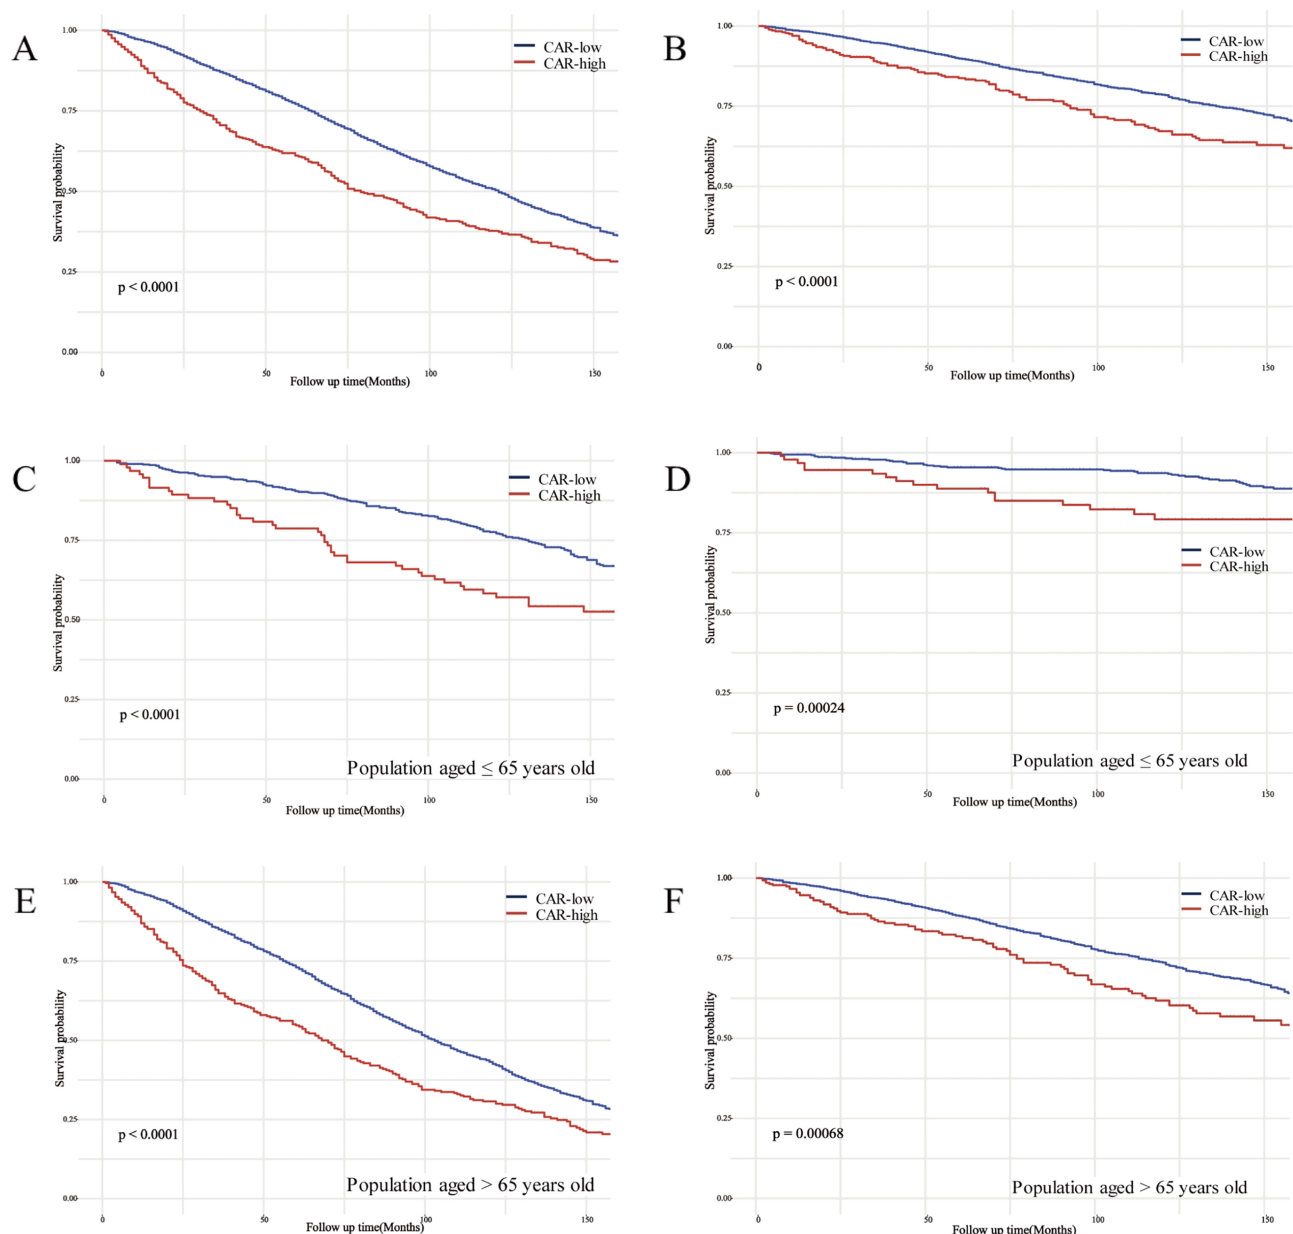 A
1.00
0.75
0.50
0.25
0.00
Survival probability
CAR-low
CAR-high
p < 0.0001
0
50
100
150
Follow up time(Months)
B
1.00
0.75
0.50
0.25
0.00
Survival probability
CAR-low
CAR-high
p < 0.0001
0
50
100
150
Follow up time(Months)
C
1.00
0.75
0.50
0.25
0.00
Survival probability
CAR-low
CAR-high
p < 0.0001
Population aged ≤ 65 years old
0
50
100
150
Follow up time(Months)
D
1.00
0.75
0.50
0.25
0.00
Survival probability
CAR-low
CAR-high
p = 0.00024
Population aged ≤ 65 years old
0
50
100
150
Follow up time(Months)
E
1.00
0.75
0.50
0.25
0.00
Survival probability
CAR-low
CAR-high
p < 0.0001
Population aged > 65 years old
0
50
100
150
Follow up time(Months)
F
1.00
0.75
0.50
0.25
0.00
Survival probability
CAR-low
CAR-high
p = 0.00068
Population aged > 65 years old
0
50
100
150
Follow up time(Months)